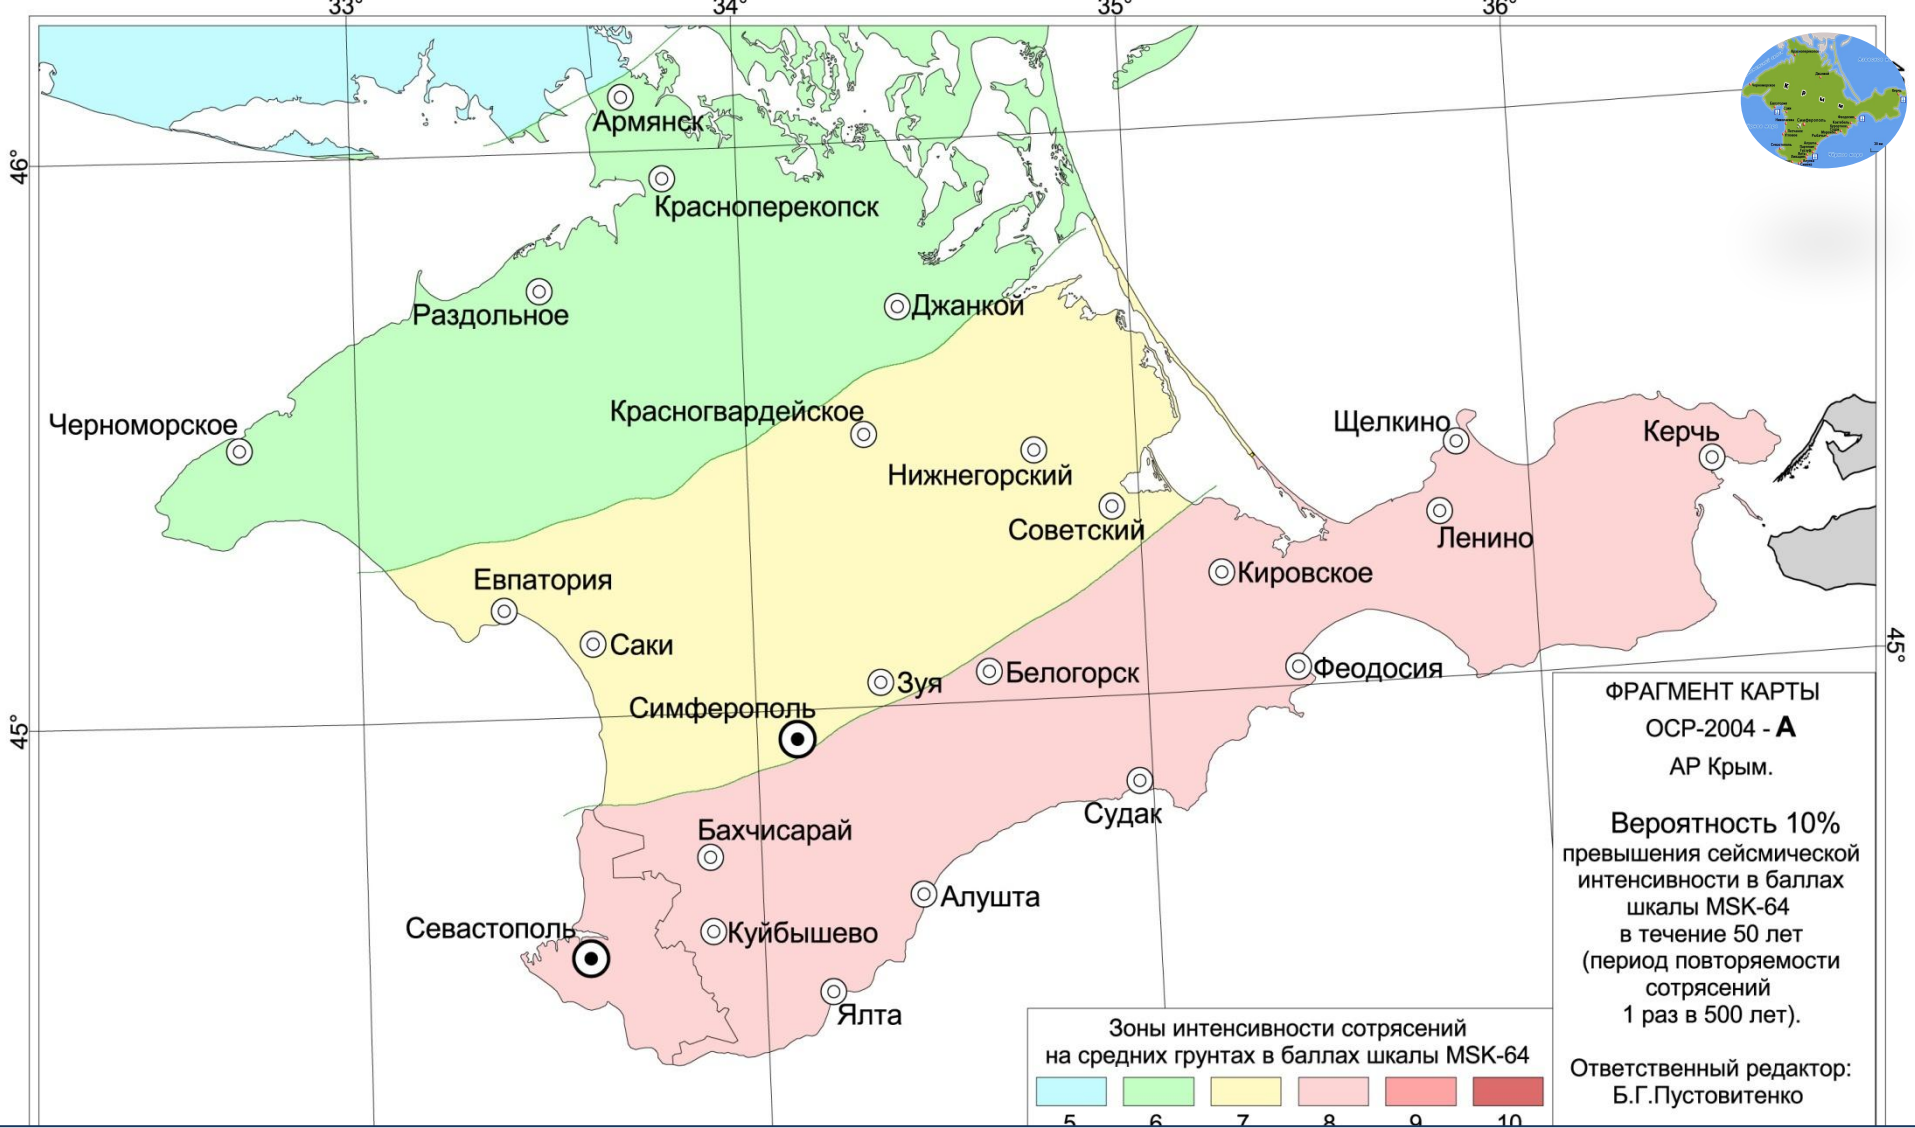 33°
34°
35°
36°
Армянск
46°
Красноперекопск
Раздольное
Джанкой
Красногвардейское
Черноморское
Щелкино
Керчь
Нижнегорский
Советский
Ленино
Евпатория
Кировское
Саки
45°
Зуя
Белогорск
Феодосия
Симферополь
45°
Судак
Бахчисарай
Алушта
Севастополь
Куйбышево
Ялта
ФРАГМЕНТ КАРТЫ
ОСР-2004 - А
АР Крым.
Вероятность 10%
превышения сейсмической
интенсивности в баллах
шкалы MSK-64
в течение 50 лет
(период повторяемости
сотрясений
1 раз в 500 лет).
Ответственный редактор:
Б.Г.Пустовитенко
Зоны интенсивности сотрясений
на средних грунтах в баллах шкалы MSK-64
5 6 7 8 9 10